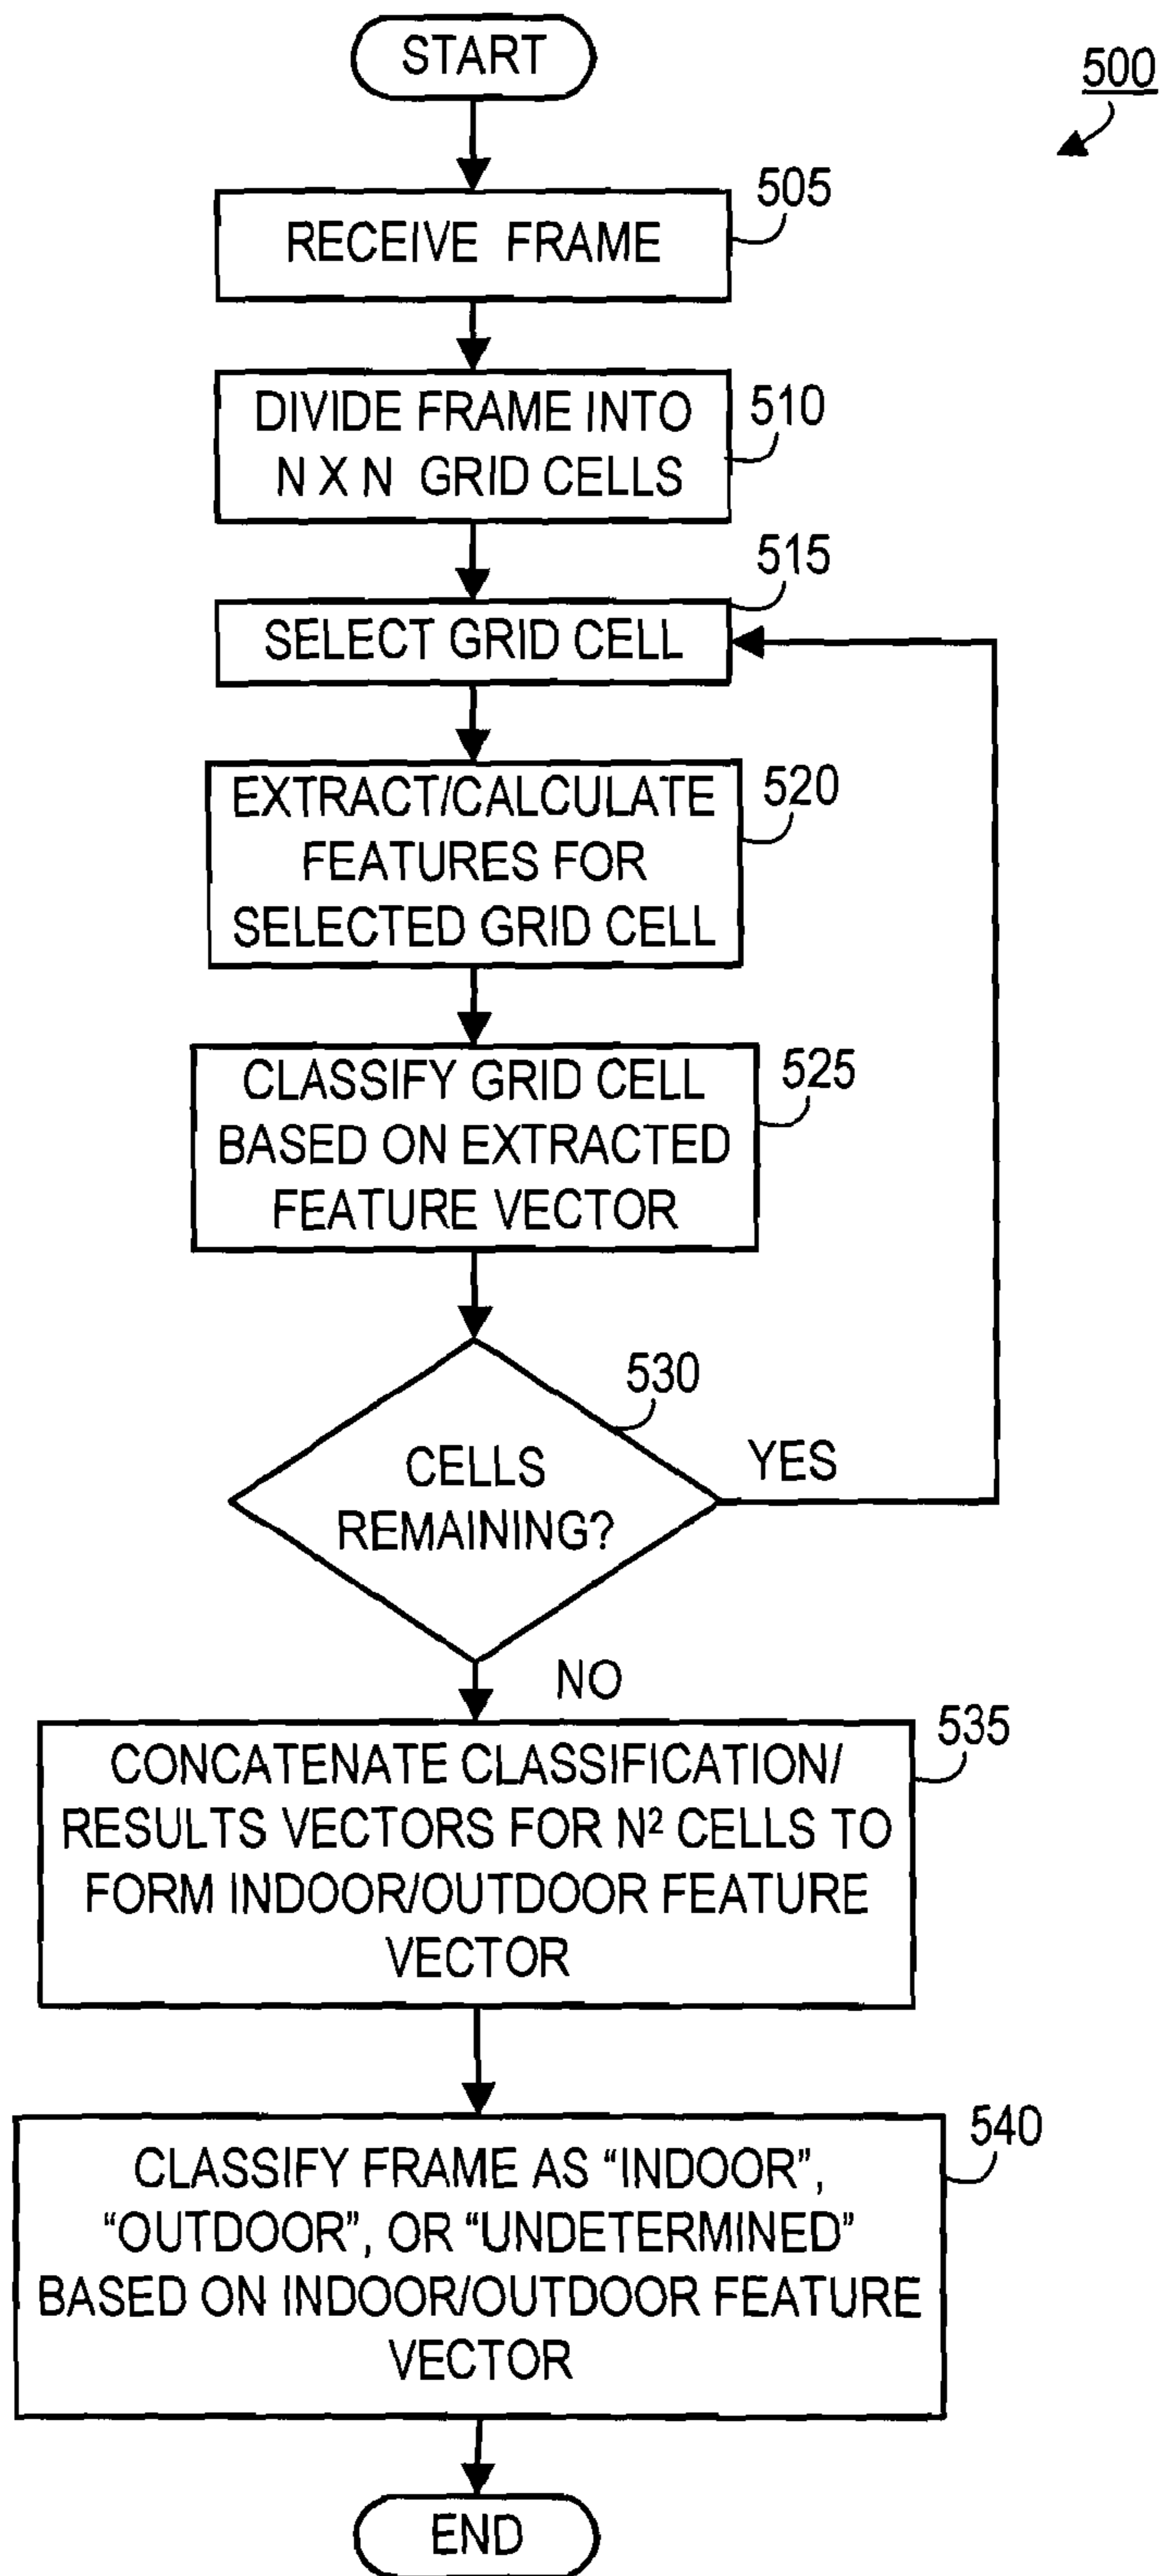 START
500
505
RECEIVE FRAME
510
DIVIDE FRAME INTO
N X N GRID CELLS
515
SELECT GRID CELL
520
EXTRACT/CALCULATE
FEATURES FOR
SELECTED GRID CELL
525
CLASSIFY GRID CELL
BASED ON EXTRACTED
FEATURE VECTOR
530
CELLS
REMAINING?
YES
NO
535
CONCATENATE CLASSIFICATION/
RESULTS VECTORS FOR N² CELLS TO
FORM INDOOR/OUTDOOR FEATURE
VECTOR
540
CLASSIFY FRAME AS “INDOOR”,
“OUTDOOR”, OR “UNDETERMINED”
BASED ON INDOOR/OUTDOOR FEATURE
VECTOR
END